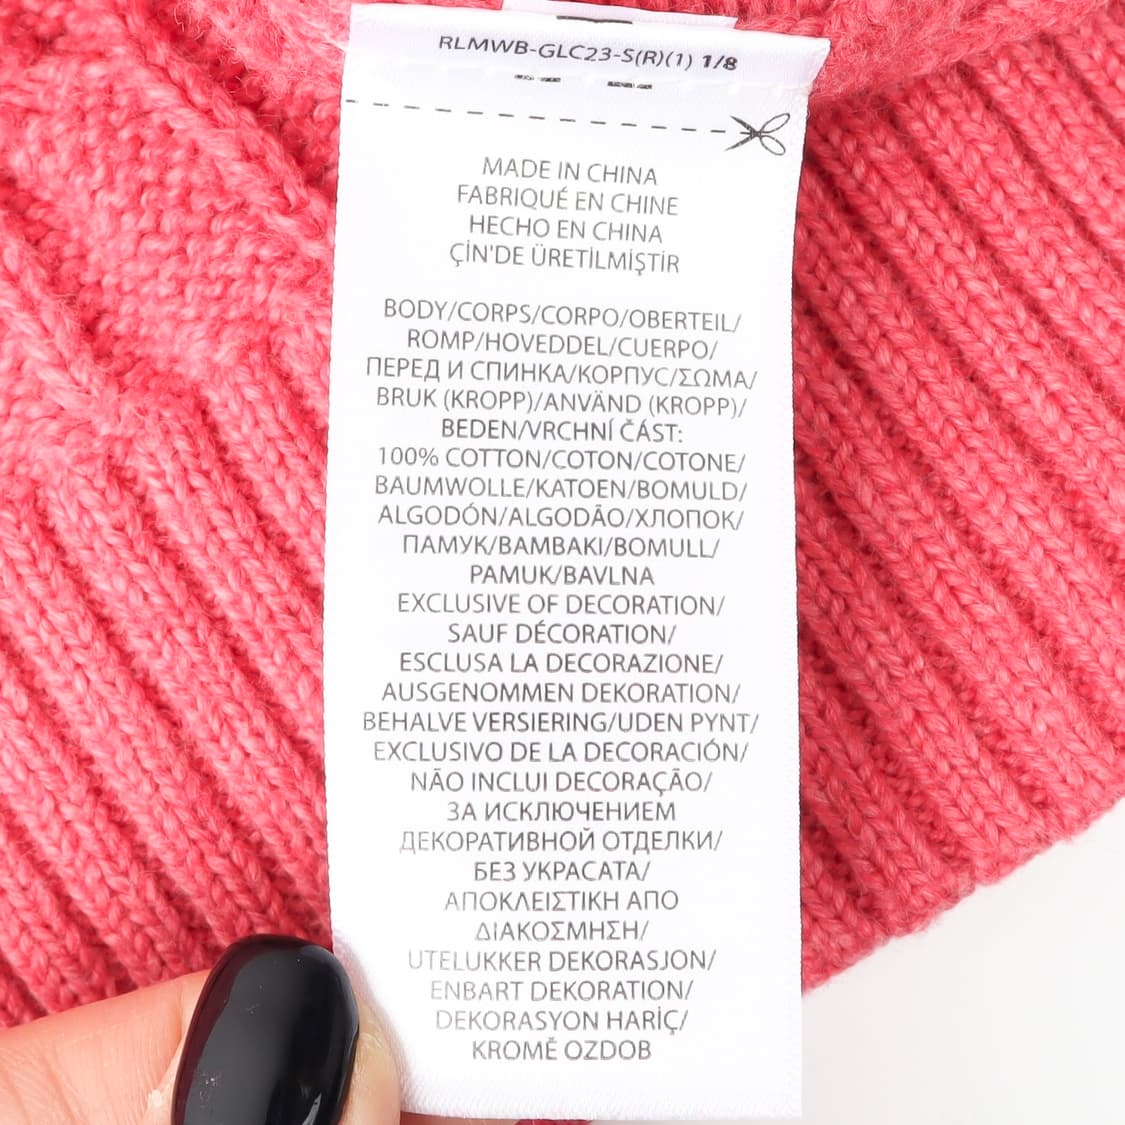 RLMWB-GLC23-S(R)(1) 1/8
MADE IN CHINA
FABRIQUÉ EN CHINE
HECHO EN CHINA
ÇİN'DE ÜRETİLMİŞTİR
BODY/CORPS/CORPO/OBERTEIL/
ROMP/HOVEDDEL/CUERPO/
ПЕРЕД И СПИНКА/КОРПУС/ΣΩΜΑ/
BRUK (KROPP)/ANVÄND (KROPP)/
BEDEN/VRCHNÍ ČÁST:
100% COTTON/COTON/COTONE/
BAUMWOLLE/KATOEN/BOMULD/
ALGODÓN/ALGODÃO/ХЛОПОК/
ПАМУК/ΒΑΜΒΑΚΙ/BOMULL/
PAMUK/BAVLNA
EXCLUSIVE OF DECORATION/
SAUF DÉCORATION/
ESCLUSA LA DECORAZIONE/
AUSGENOMMEN DEKORATION/
BEHALVE VERSIERING/UDEN PYNT/
EXCLUSIVO DE LA DECORACIÓN/
NÃO INCLUI DECORAÇÃO/
ЗА ИСКЛЮЧЕНИЕМ
ДЕКОРАТИВНОЙ ОТДЕЛКИ/
БЕЗ УКРАСАТА/
ΑΠΟΚΛΕΙΣΤΙΚΗ ΑΠΟ
ΔΙΑΚΟΣΜΗΣΗ/
UTELUKKER DEKORASJON/
ENBART DEKORATION/
DEKORASYON HARİÇ/
KROMĚ OZDOB